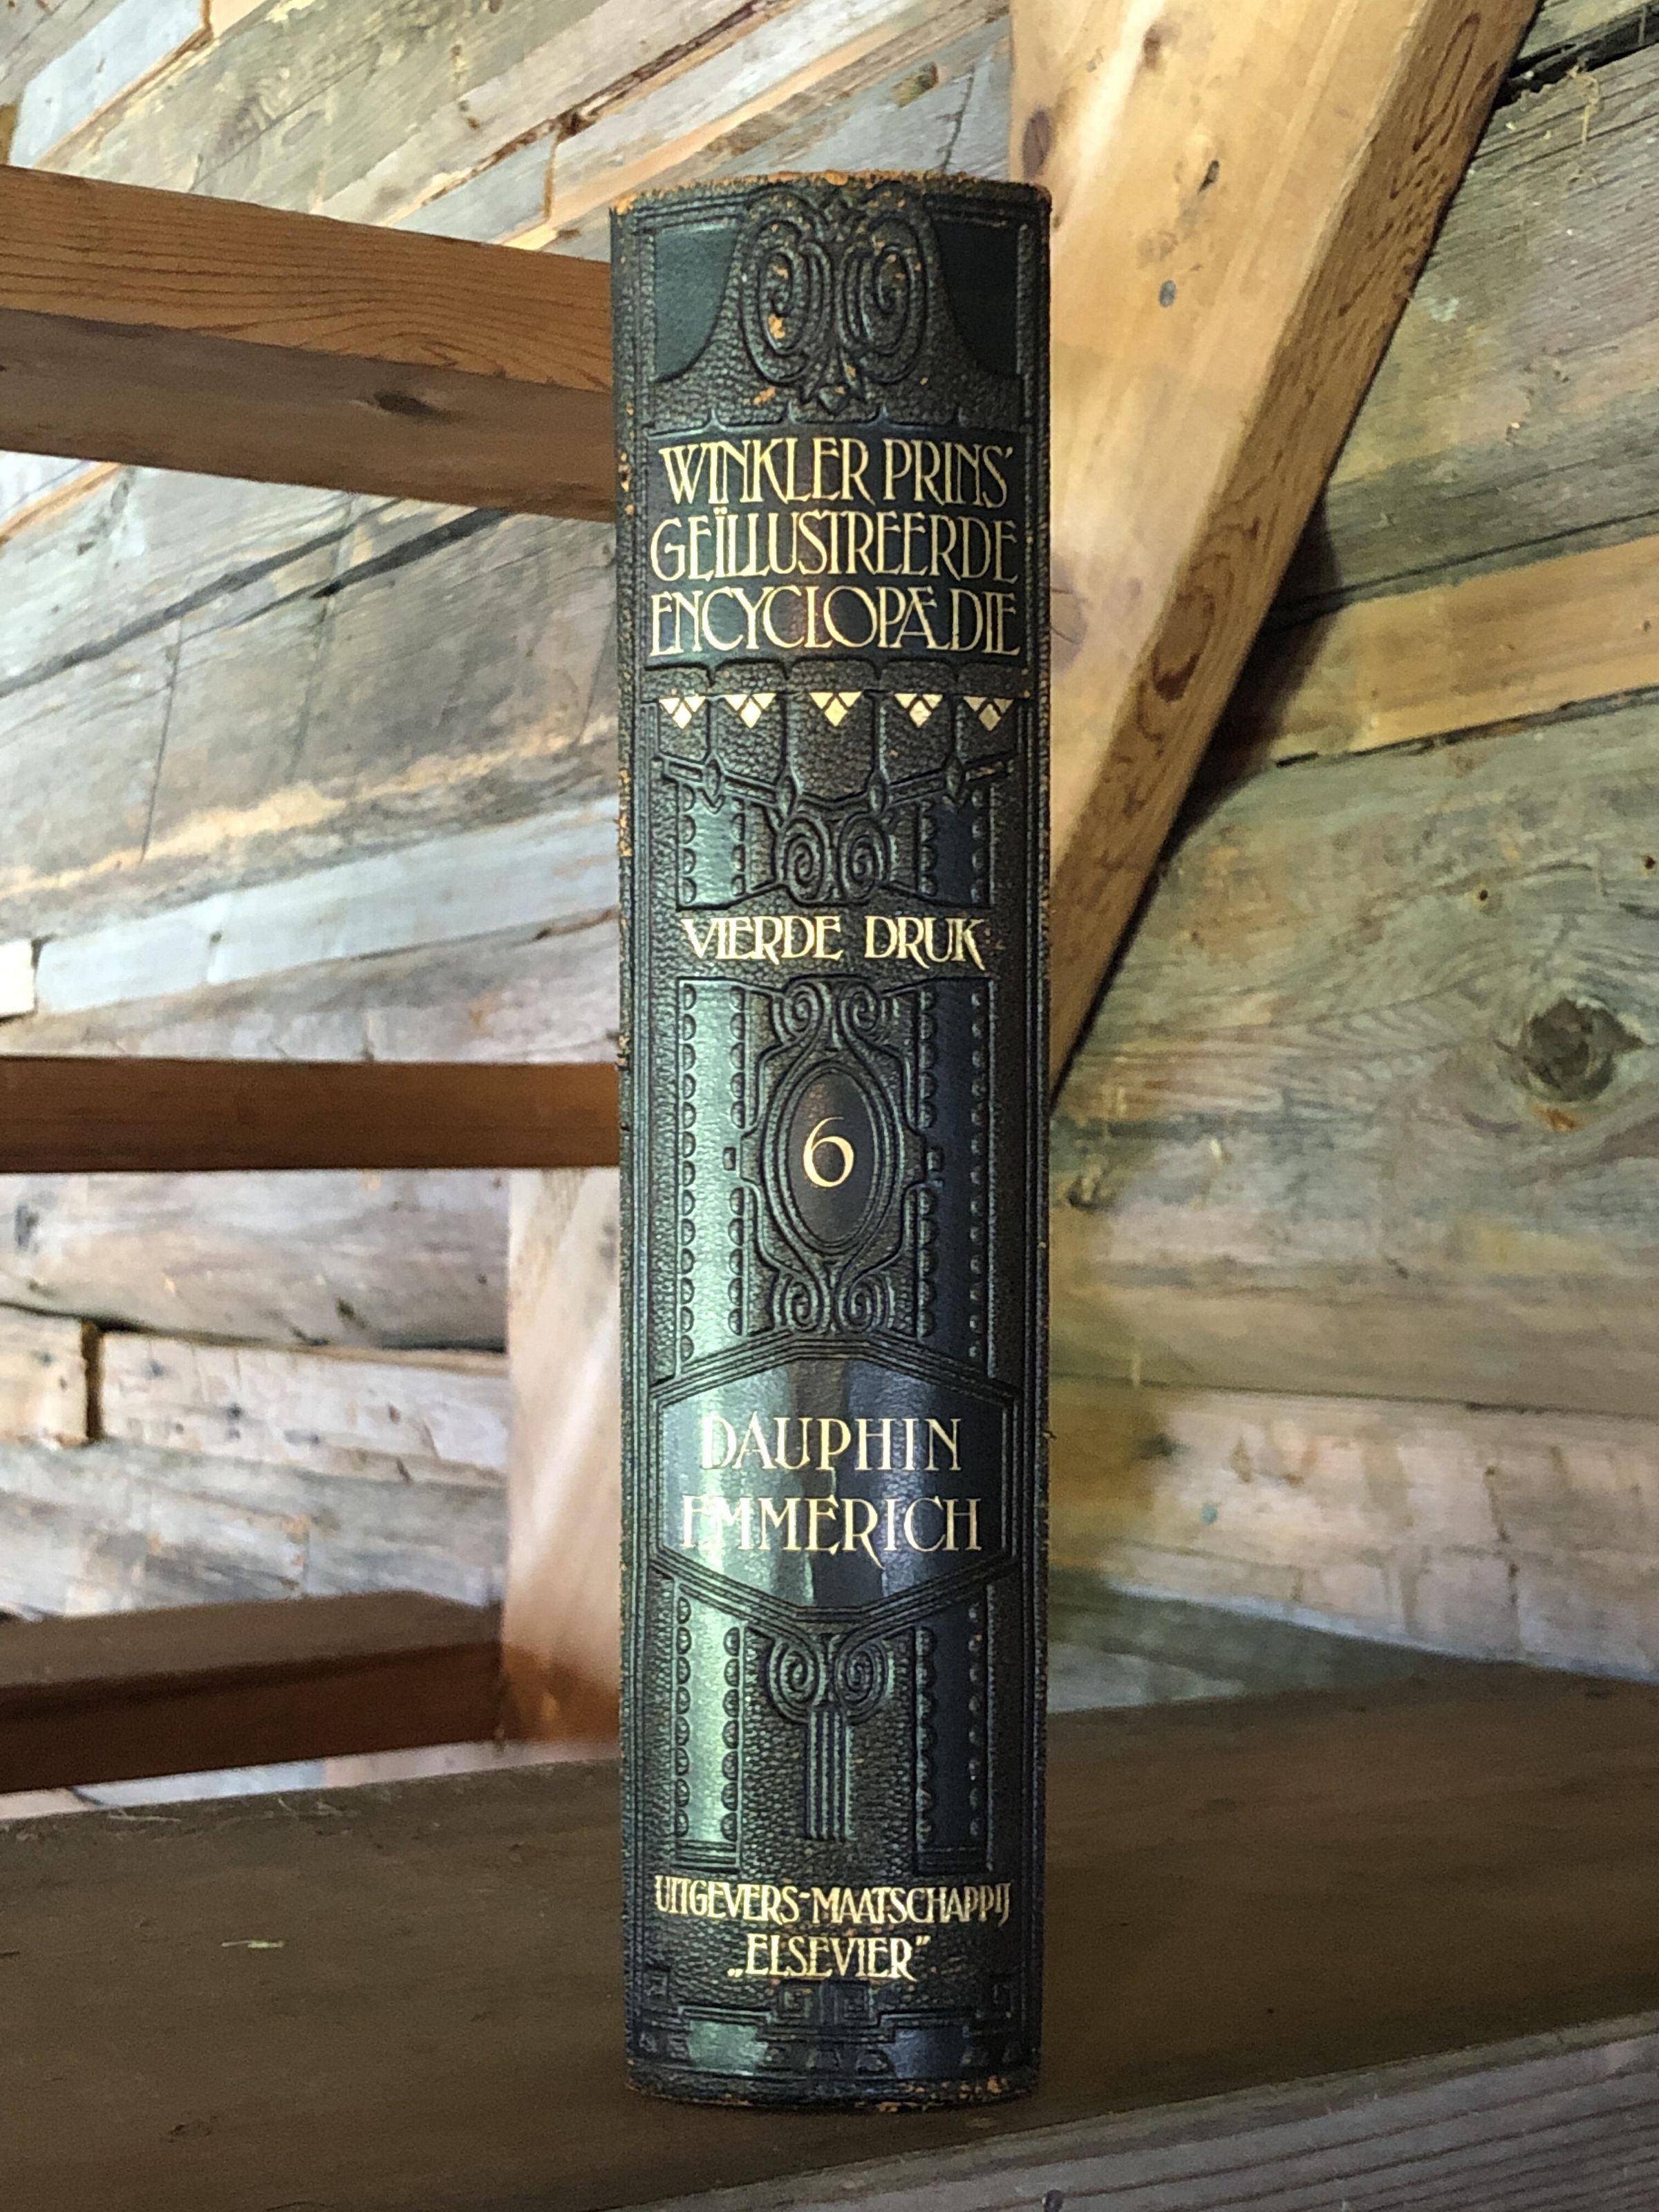 WINKLER PRINS'
GEÏLLUSTREERDE
ENCYCLOPÆDIE
VIERDE DRUK
6
DAUPHIN
EMMERICH
UITGEVERS-MAATSCHAPPIJ
„ELSEVIER”